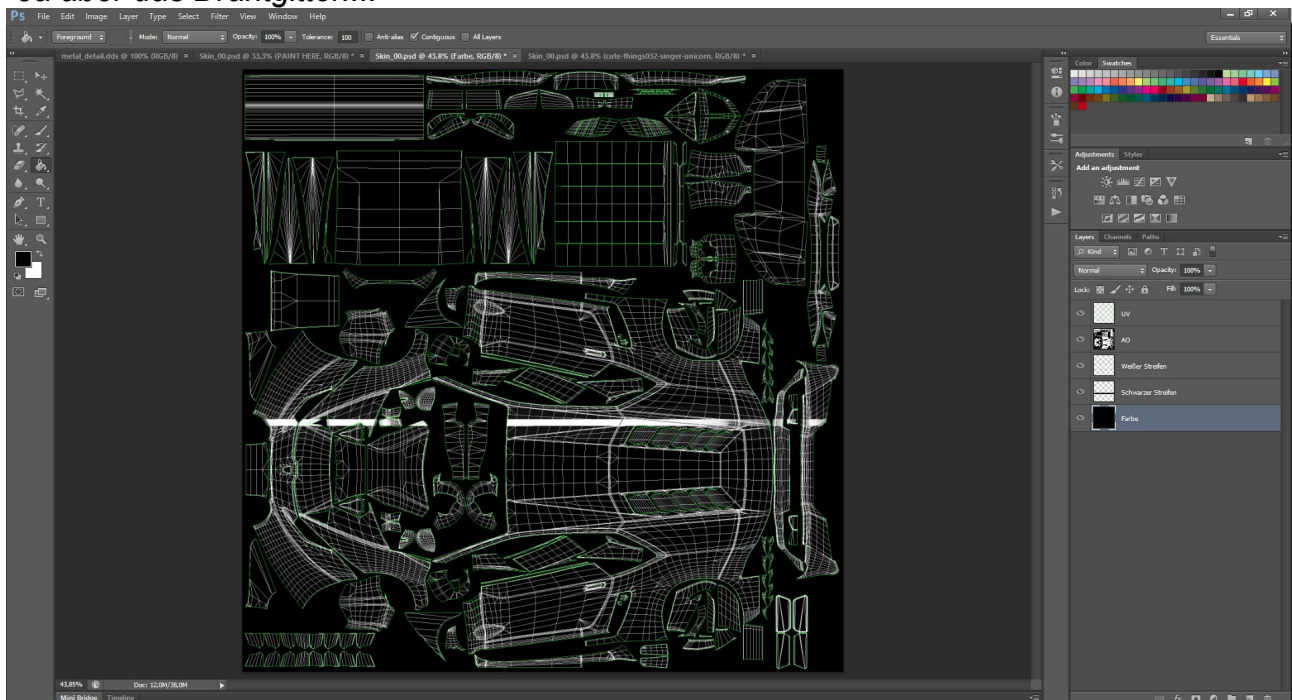 aber das Drahtgitter...
PS File Edit Image Layer Type Select Filter View Window Help
Foreground Mode: Normal Opacity: 100% Tolerance: 100 Anti-alias Contiguous All Layers Essentials
metal_detail.dds @ 100% (RGB/8) × Skin_00.psd @ 33,3% (PAINT HERE, RGB/8) * × Skin_00.psd @ 43,8% (Farbe, RGB/8) * × Skin_00.psd @ 43,8% (cute-things032-singer-unicorn, RGB/8) * ×
Color Swatches
Adjustments Styles
Add an adjustment
Layers Channels Paths
Kind
Normal Opacity: 100%
Lock: Fill: 100%
UV
AO
Weißer Streifen
Schwarzer Streifen
Farbe
43,85% Doc: 12,0M/38,0M
Mini Bridge Timeline